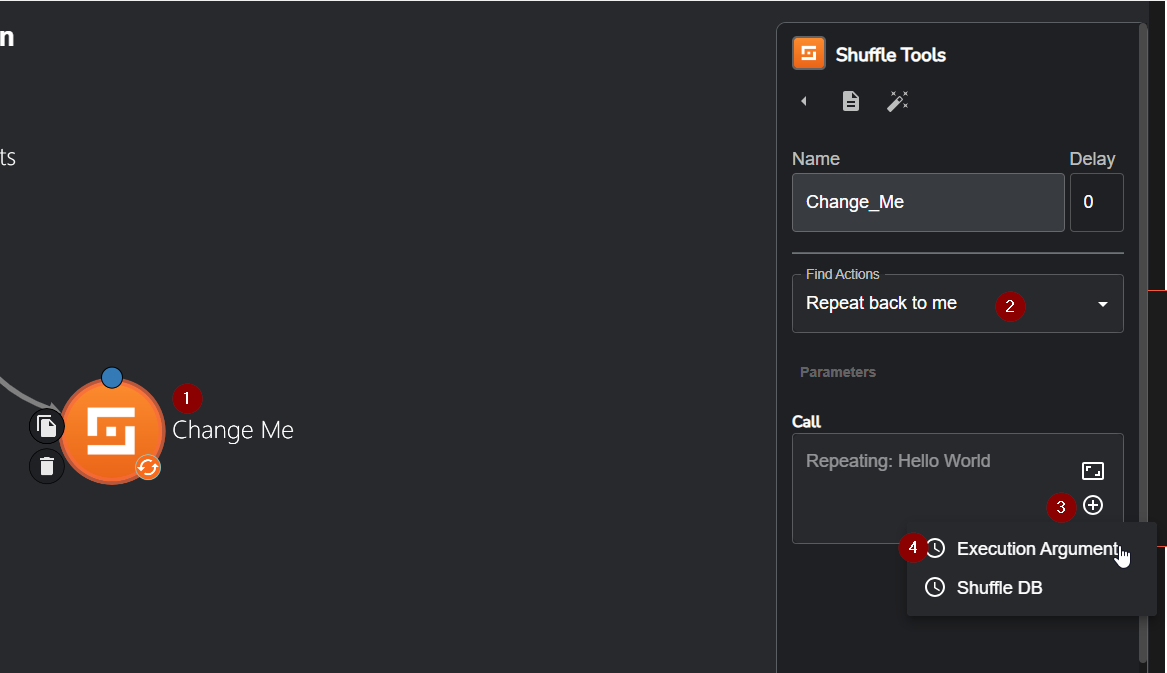 n
ts
1
Change Me
Shuffle Tools
Name
Delay
Change_Me
0
Find Actions
Repeat back to me
2
Parameters
Call
Repeating: Hello World
3
4
Execution Argument
Shuffle DB